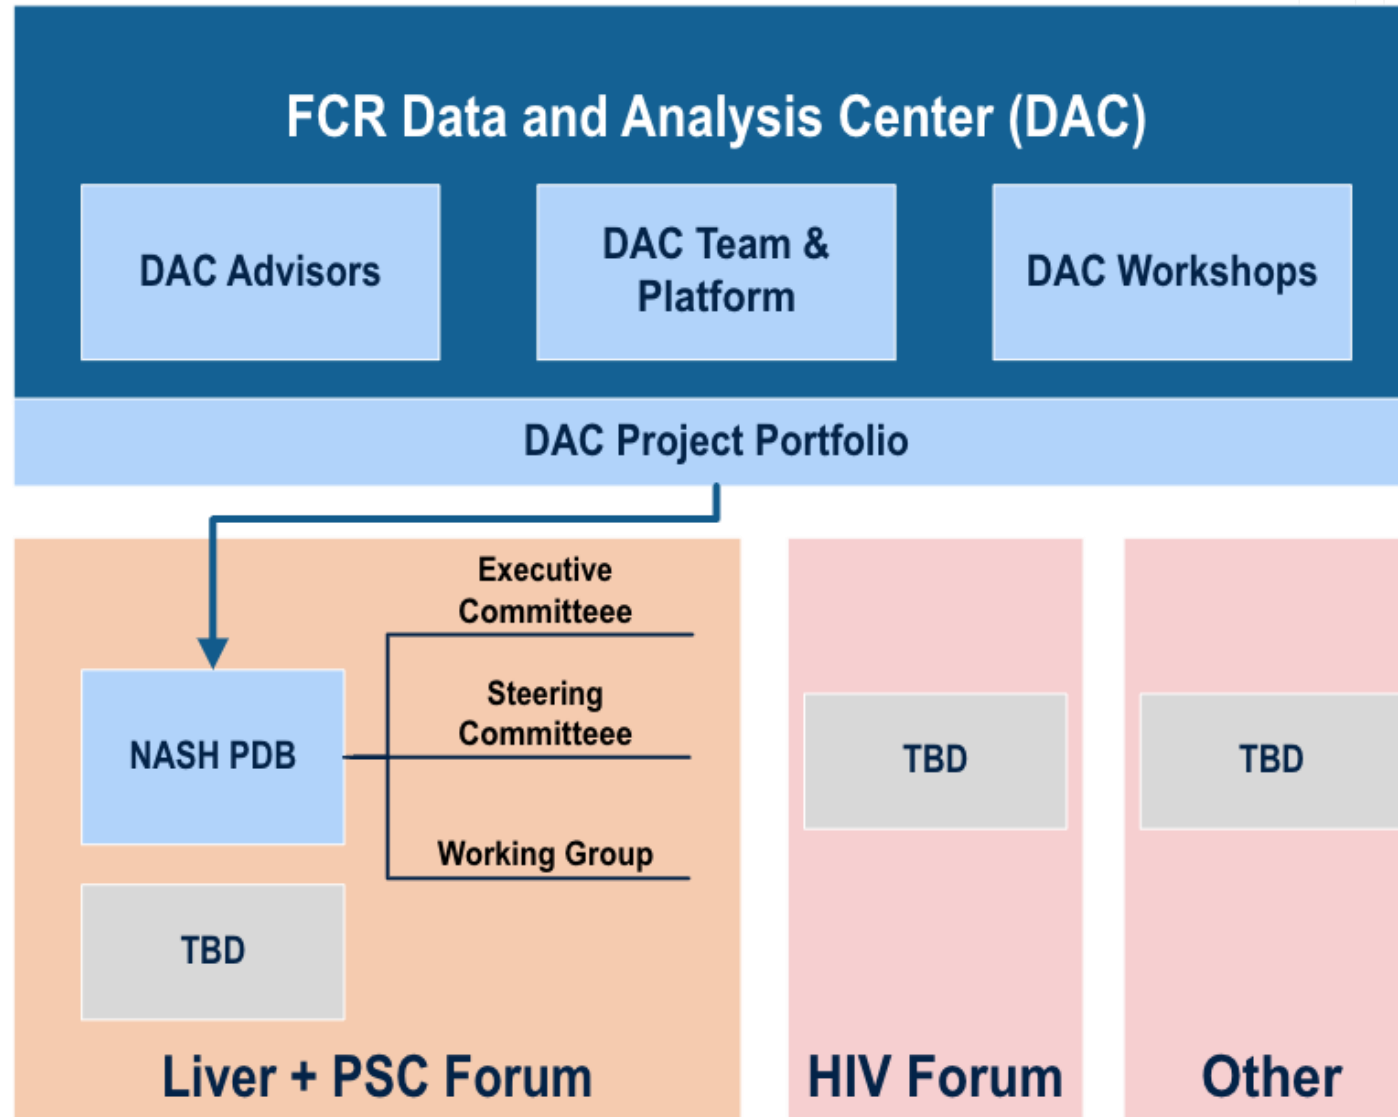 FCR Data and Analysis Center (DAC)
DAC Advisors
DAC Team &
Platform
DAC Workshops
DAC Project Portfolio
Executive
Committeee
Steering
Committeee
NASH PDB
Working Group
TBD
Liver + PSC Forum
TBD
HIV Forum
TBD
Other